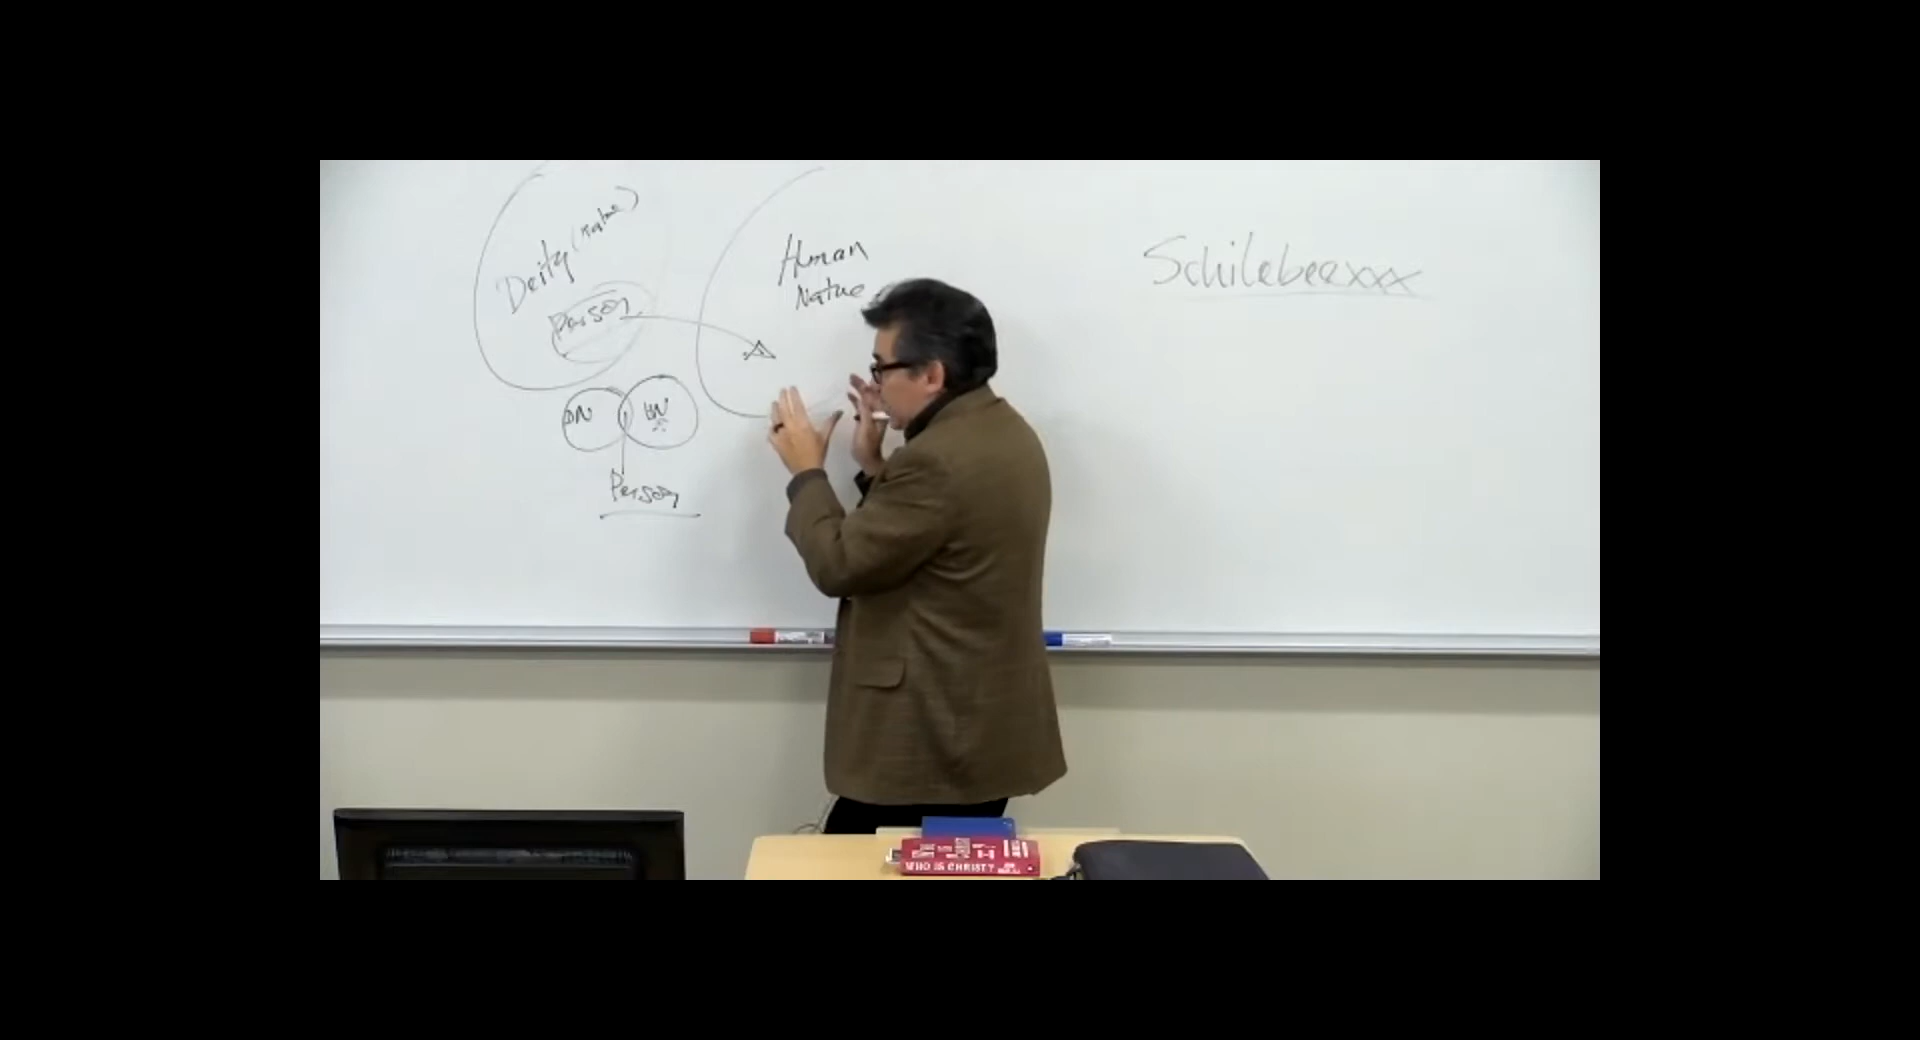 Deity (nature)
Person
Human
Nature
DN
HN
Person
Schilebeexxx
WHO IS CHRIST?